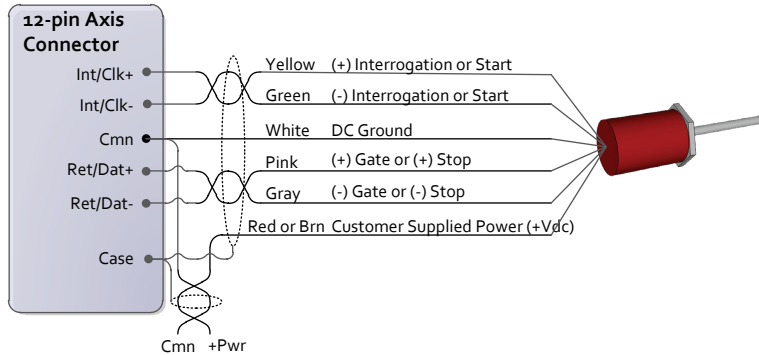 12-pin Axis
Connector
Int/Clk+
Yellow (+) Interrogation or Start
Int/Clk-
Green (-) Interrogation or Start
Cmn
White DC Ground
Ret/Dat+
Pink (+) Gate or (+) Stop
Ret/Dat-
Gray (-) Gate or (-) Stop
Red or Brn Customer Supplied Power (+Vdc)
Case
Cmn +Pwr